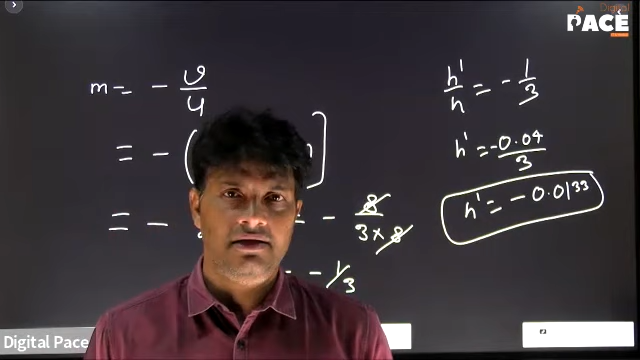 Digital
PACE
m = - v/u
= - (
= -
- 8/(3 × 8)
- 1/3
h'/h = - 1/3
h' = -0.04/3
h' = - 0.0133
Digital Pace